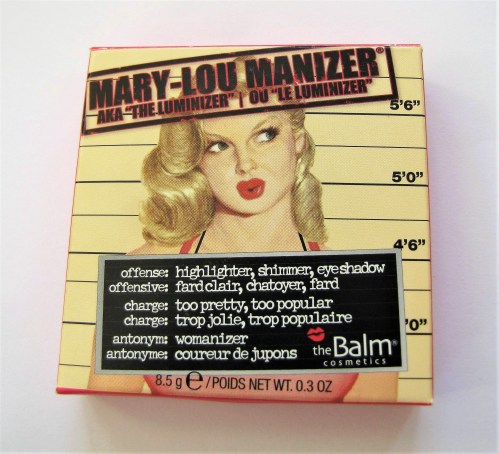 MARY-LOU MANIZER®
AKA "THE LUMINIZER" | OU "LE LUMINIZER"
5'6"
5'0"
4'6"
offense: highlighter, shimmer, eyeshadow
offensive: fard clair, chatoyer, fard
charge: too pretty, too popular
charge: trop jolie, trop populaire
'0"
antonym: womanizer
antonyme: coureur de jupons
theBalm®
cosmetics
8.5 g e/POIDS NET WT. 0.3 OZ